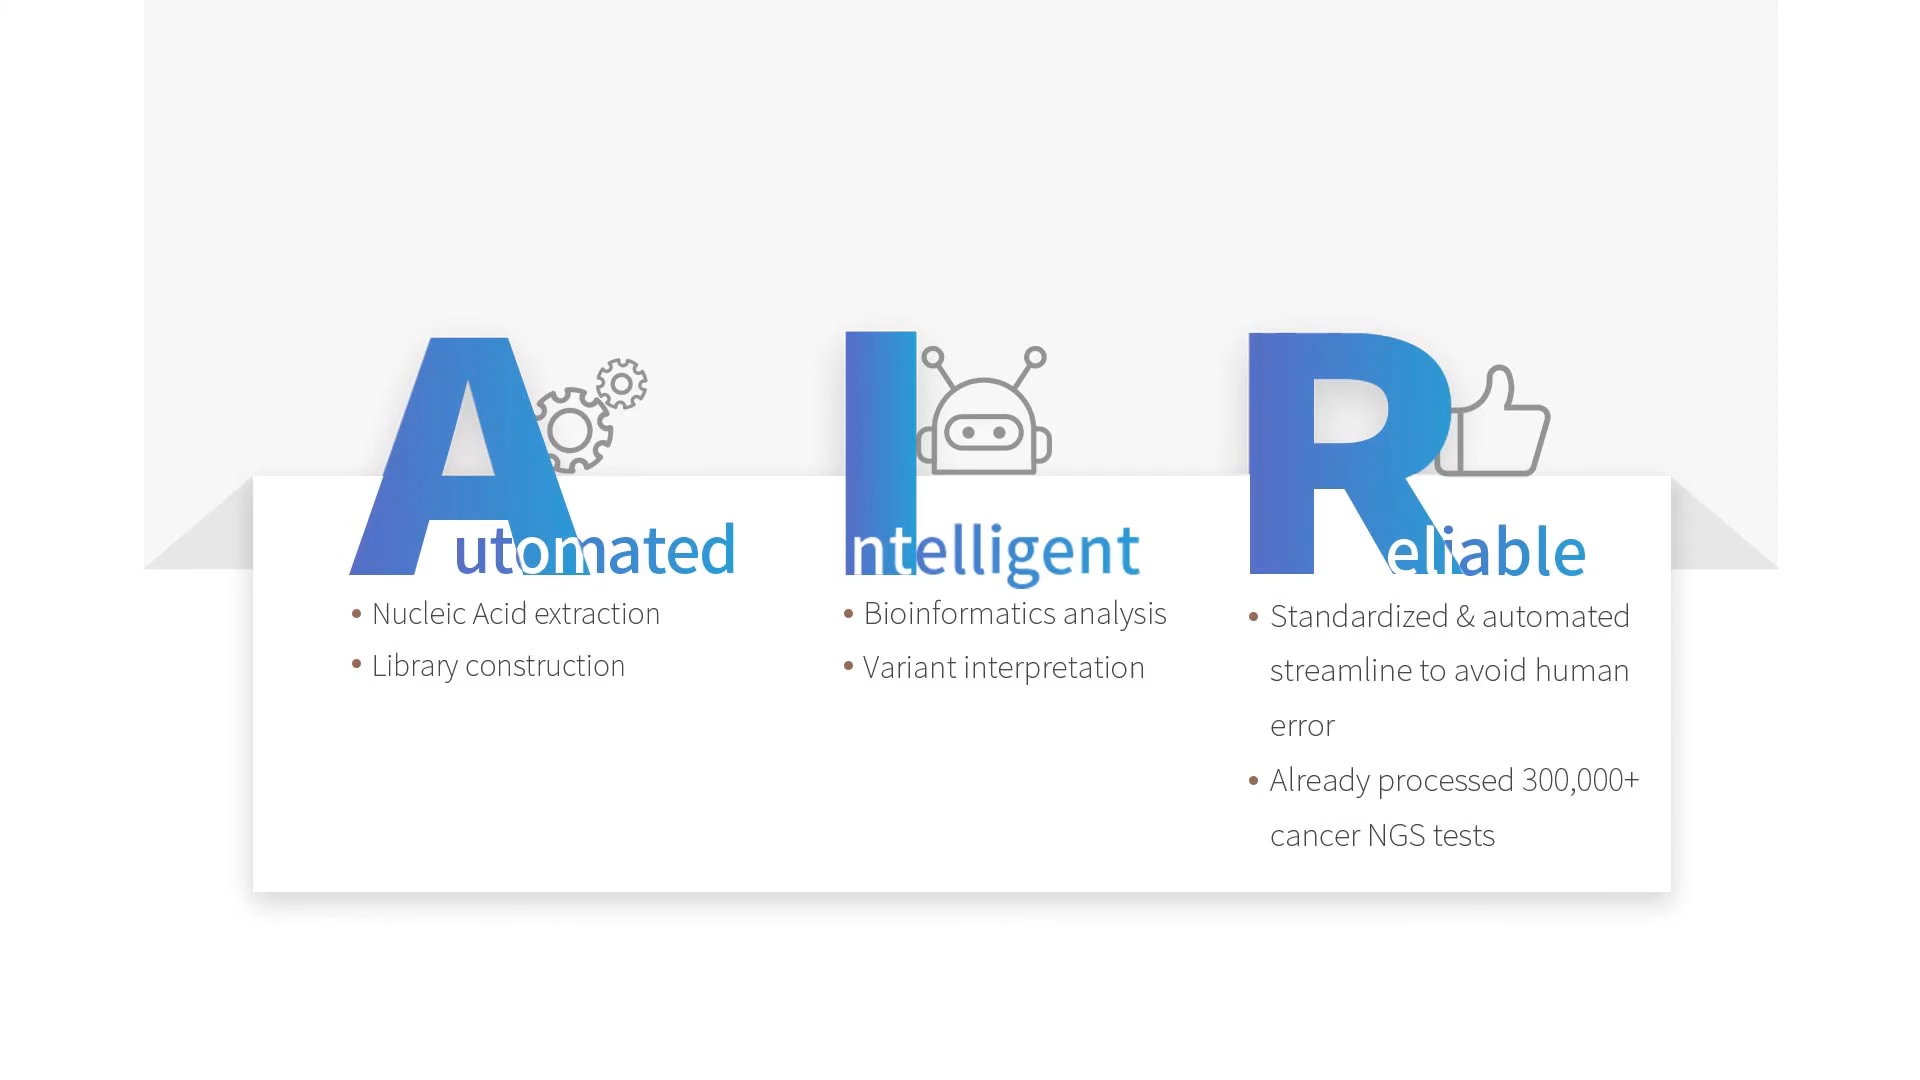 Automated
• Nucleic Acid extraction
• Library construction
Intelligent
• Bioinformatics analysis
• Variant interpretation
Reliable
• Standardized & automated
streamline to avoid human
error
• Already processed 300,000+
cancer NGS tests